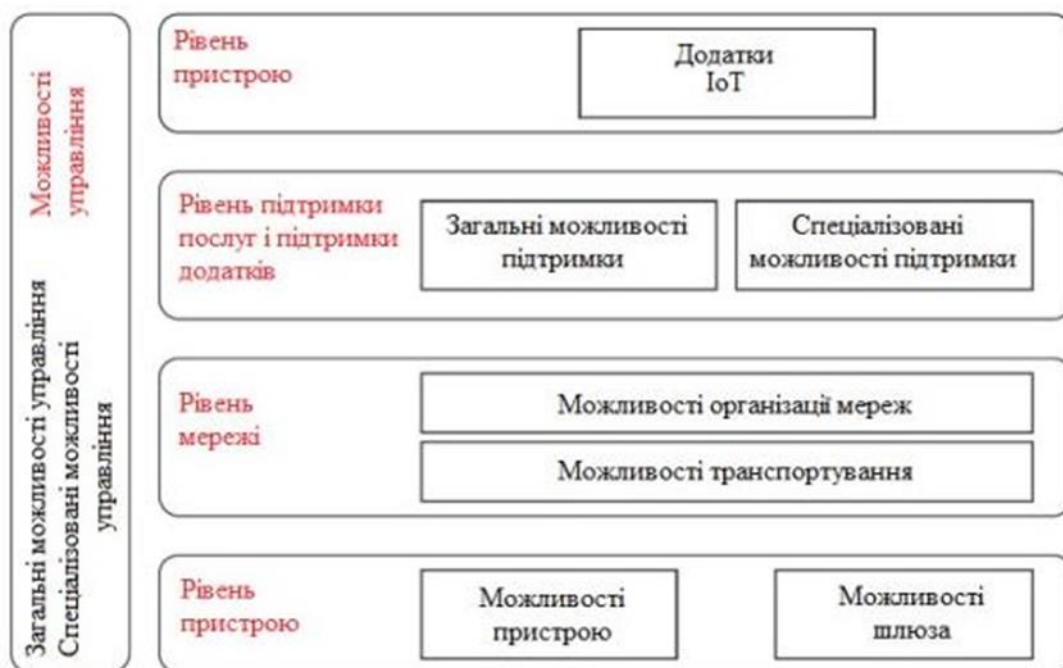 Можливості
управління
Загальні можливості управління
Спеціалізовані можливості
управління
Рівень
пристрою
Додатки
IoT
Рівень підтримки
послуг і підтримки
додатків
Загальні можливості
підтримки
Спеціалізовані
можливості підтримки
Рівень
мережі
Можливості організації мереж
Можливості транспортування
Рівень
пристрою
Можливості
пристрою
Можливості
шлюза